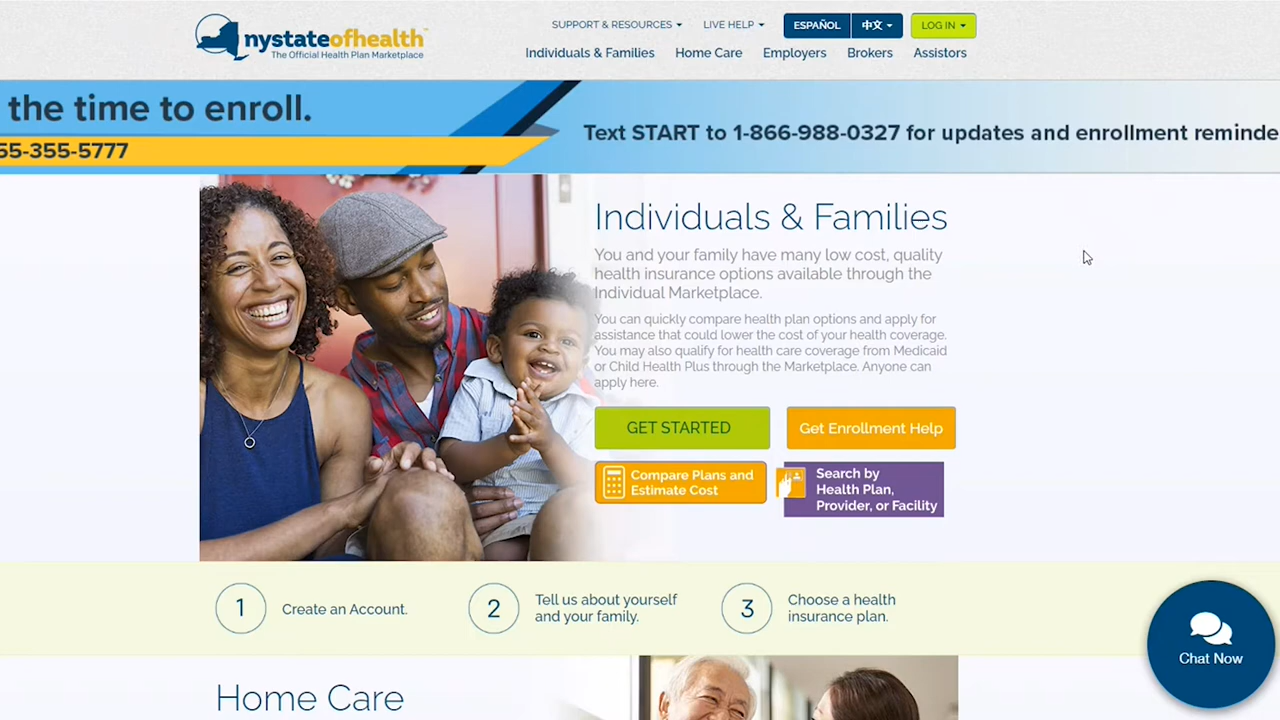 SUPPORT & RESOURCES
LIVE HELP
ESPAÑOL
中文
LOG IN
nystateofhealth™
The Official Health Plan Marketplace
Individuals & Families
Home Care
Employers
Brokers
Assistors
the time to enroll.
55-355-5777
Text START to 1-866-988-0327 for updates and enrollment reminde
Individuals & Families
You and your family have many low cost, quality
health insurance options available through the
Individual Marketplace.
You can quickly compare health plan options and apply for
assistance that could lower the cost of your health coverage.
You may also qualify for health care coverage from Medicaid
or Child Health Plus through the Marketplace. Anyone can
apply here.
GET STARTED
Get Enrollment Help
Compare Plans and
Estimate Cost
Search by
Health Plan,
Provider, or Facility
1
Create an Account.
2
Tell us about yourself
and your family.
3
Choose a health
insurance plan.
Chat Now
Home Care